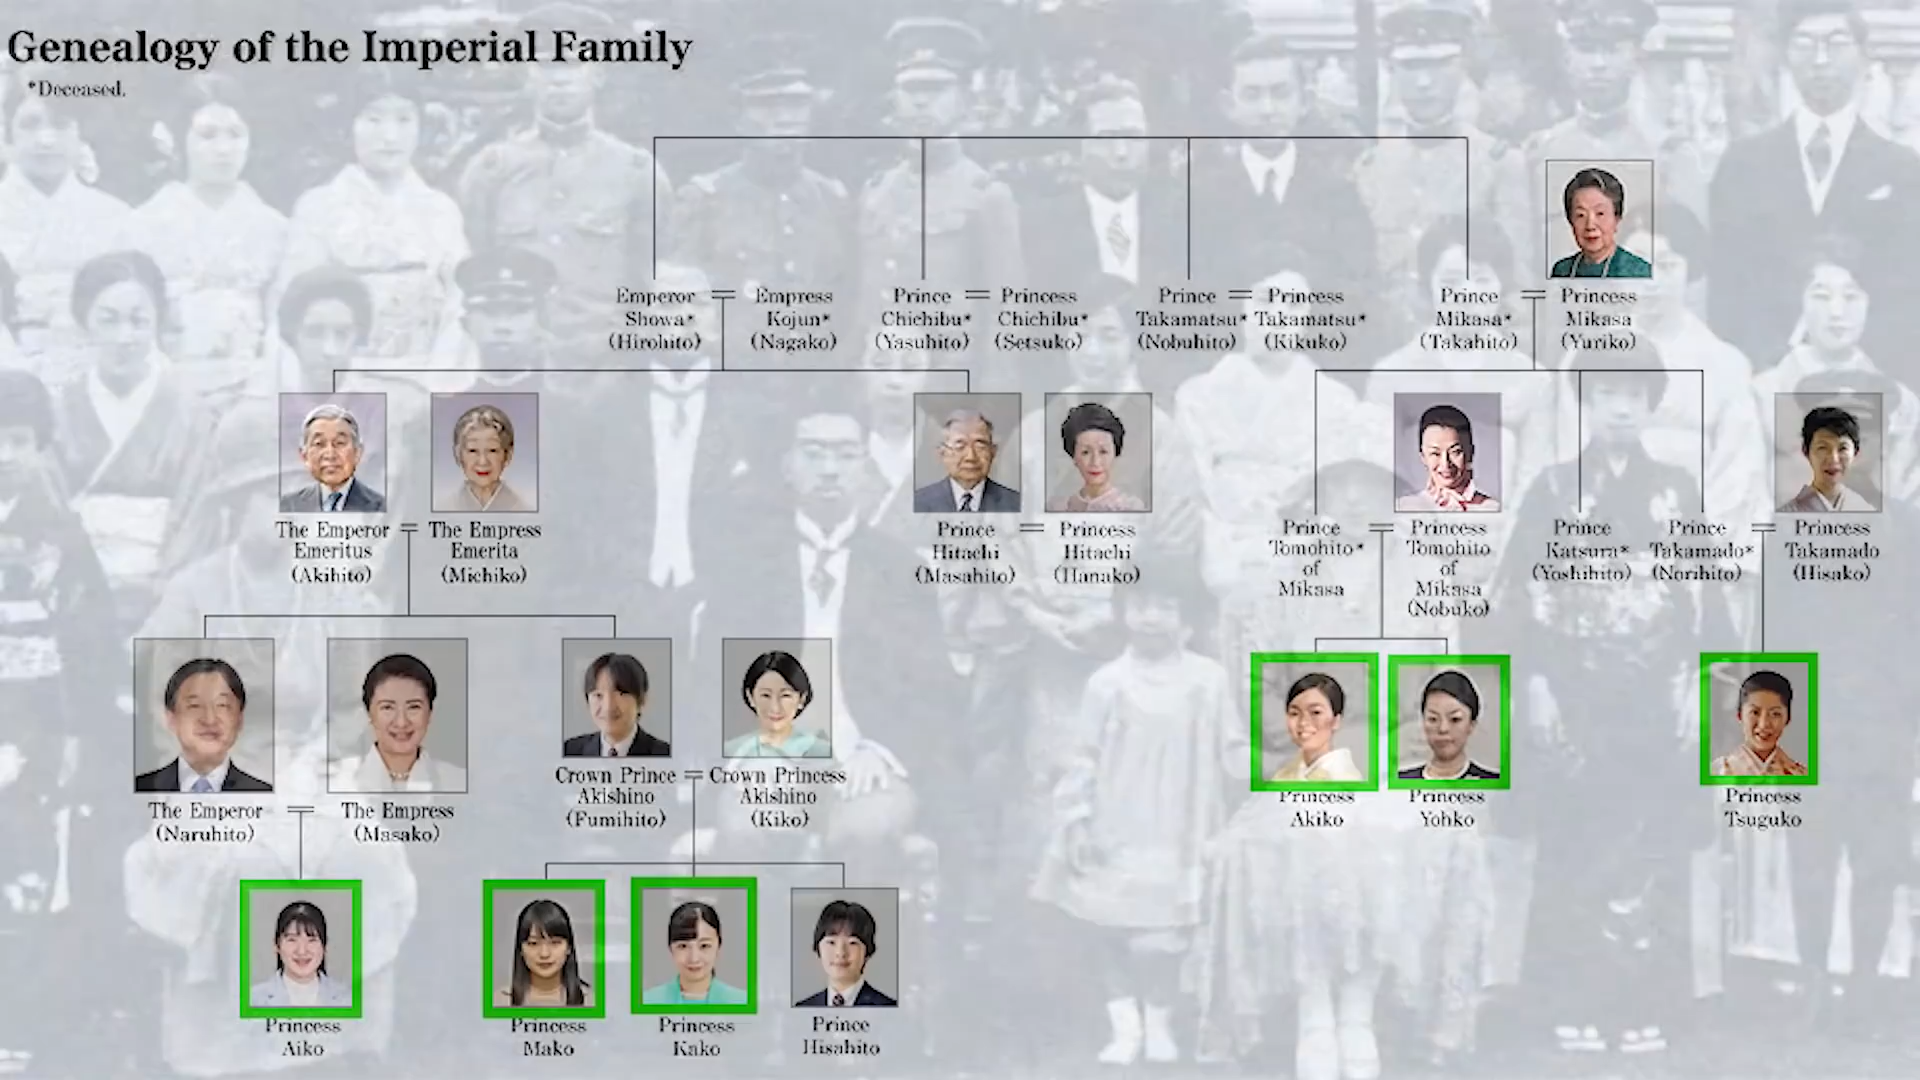 Genealogy of the Imperial Family
*Deceased.
Emperor
Showa*
(Hirohito)
Empress
Kojun*
(Nagako)
Prince
Chichibu*
(Yasuhito)
Princess
Chichibu*
(Setsuko)
Prince
Takamatsu*
(Nobuhito)
Princess
Takamatsu*
(Kikuko)
Prince
Mikasa*
(Takahito)
Princess
Mikasa
(Yuriko)
The Emperor
Emeritus
(Akihito)
The Empress
Emerita
(Michiko)
Prince
Hitachi
(Masahito)
Princess
Hitachi
(Hanako)
Prince
Tomohito*
of
Mikasa
Princess
Tomohito
of
Mikasa
(Nobuko)
Prince
Katsura*
(Yoshihito)
Prince
Takamado*
(Norihito)
Princess
Takamado
(Hisako)
The Emperor
(Naruhito)
The Empress
(Masako)
Crown Prince
Akishino
(Fumihito)
Crown Princess
Akishino
(Kiko)
Princess
Akiko
Princess
Yohko
Princess
Tsuguko
Princess
Aiko
Princess
Mako
Princess
Kako
Prince
Hisahito